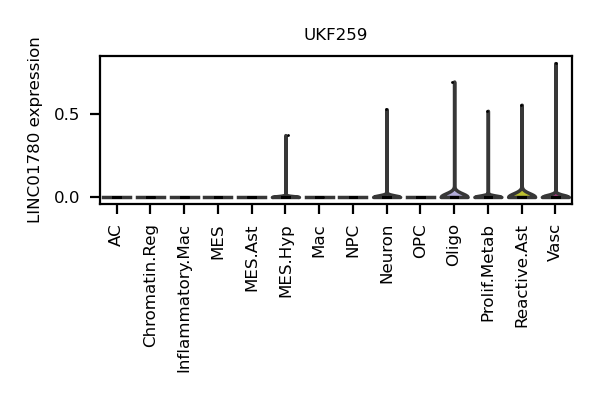 UKF259
LINC01780 expression
0.5
0.0
AC
Chromatin.Reg
Inflammatory.Mac
MES
MES.Ast
MES.Hyp
Mac
NPC
Neuron
OPC
Oligo
Prolif.Metab
Reactive.Ast
Vasc